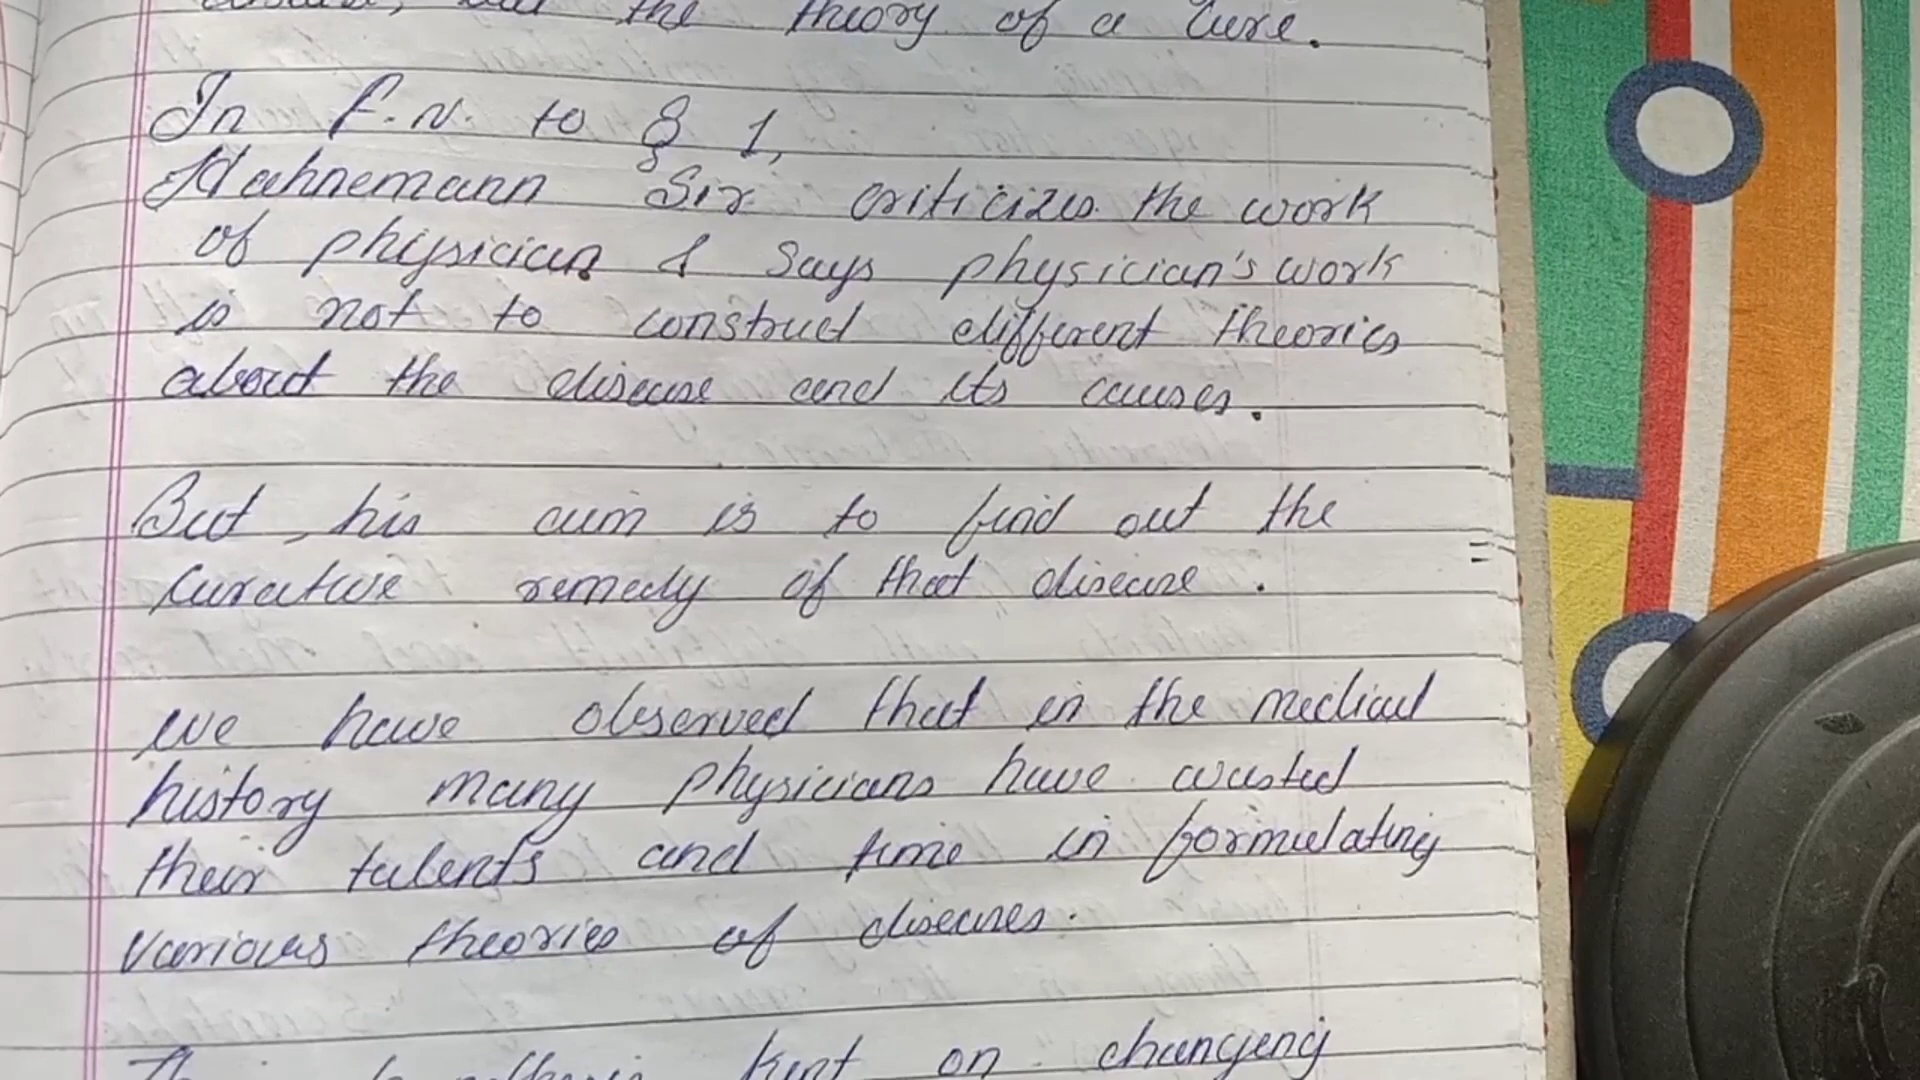 the theory of a cure.
In F.N. to § 1,
Hahnemann Sir criticizes the work
of physician & says physician's work
is not to construct different theories
about the disease and its causes.
But, his aim is to find out the
curative remedy of that disease.
we have observed that in the medical
history many physicians have wasted
their talents and time in formulating
various theories of diseases.
kept on changing